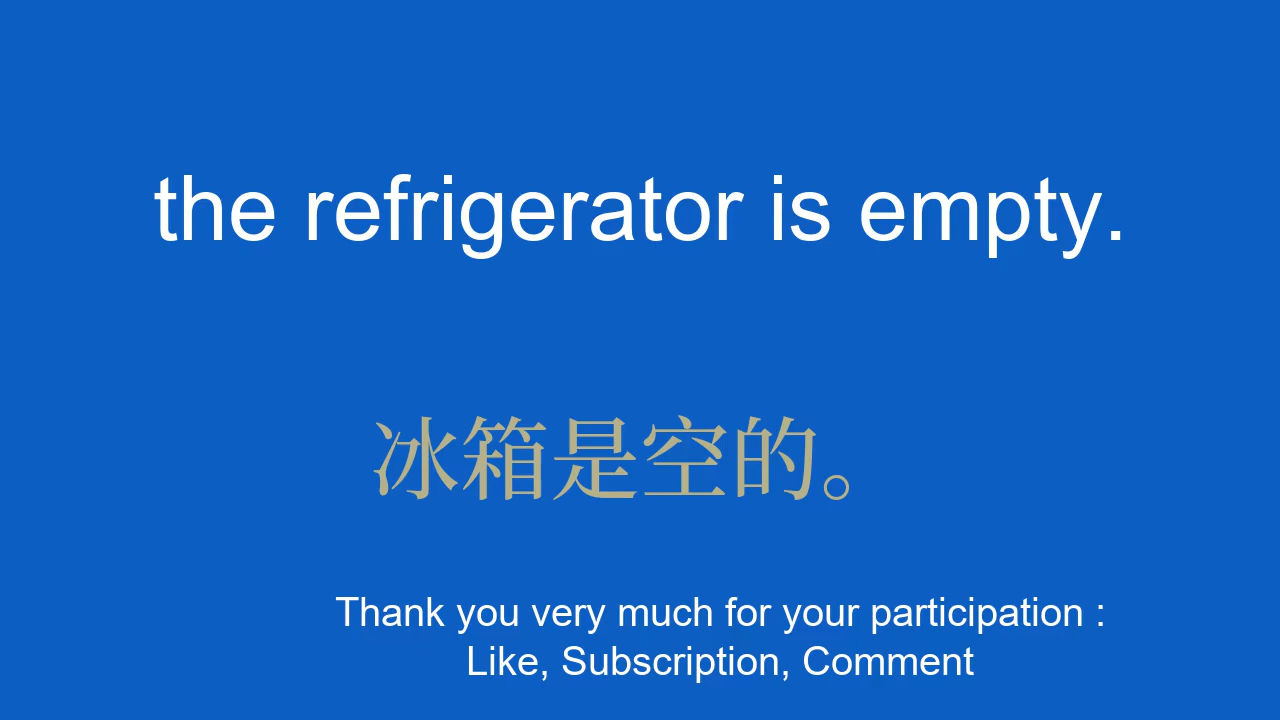 the refrigerator is empty.
冰箱是空的。
Thank you very much for your participation :
Like, Subscription, Comment